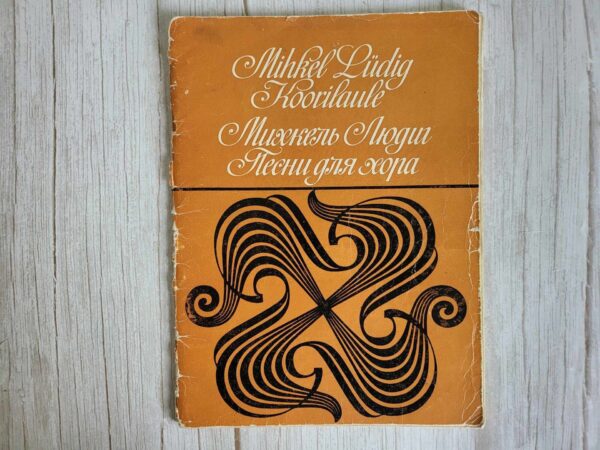 Mihkel Lüdig
Koorilaule
Михкель Людиг
Песни для хора